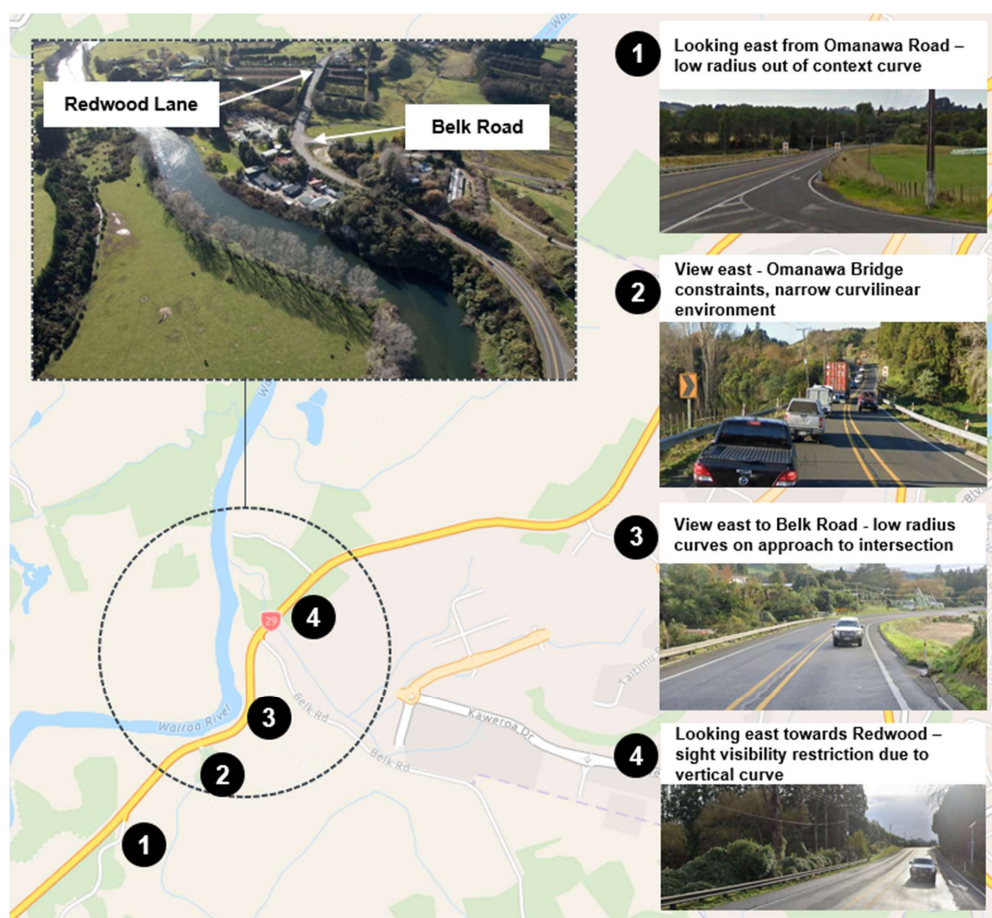 Redwood Lane
Belk Road
1
Looking east from Omanawa Road –
low radius out of context curve
2
View east - Omanawa Bridge
constraints, narrow curvilinear
environment
3
View east to Belk Road - low radius
curves on approach to intersection
4
Looking east towards Redwood –
sight visibility restriction due to
vertical curve
29
4
3
2
1
Wairoa River
Belk Rd
Belk Rd
Kaweroa Dr